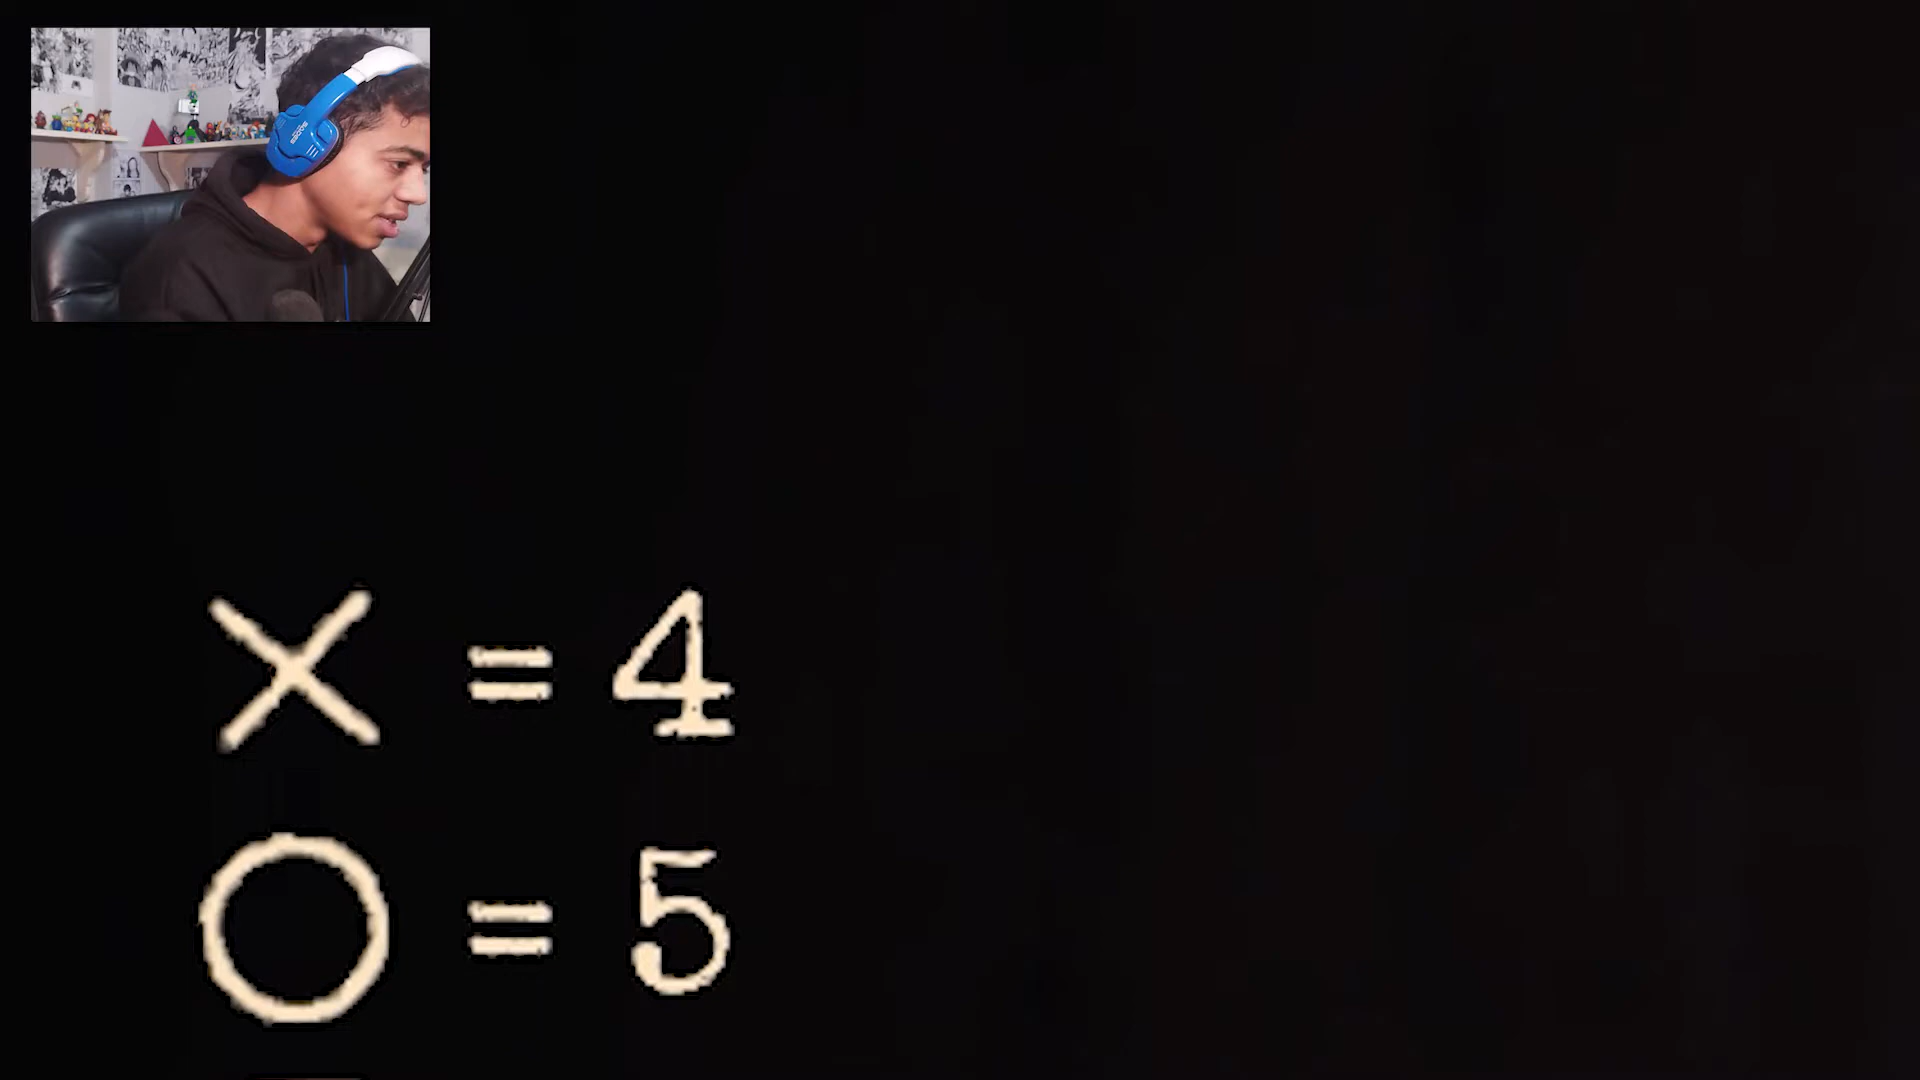 X = 4
O = 5